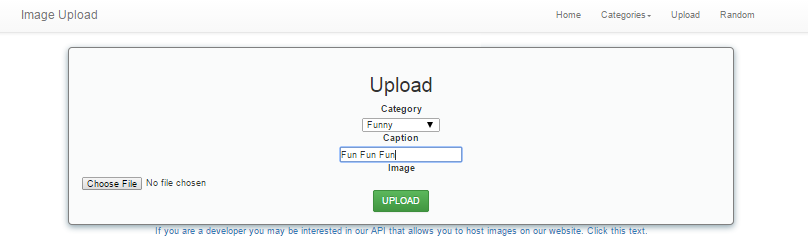 Image Upload Home Categories Upload Random
Upload
Category
Funny
Caption
Fun Fun Fun
Image
Choose File No file chosen
UPLOAD
If you are a developer you may be interested in our API that allows you to host images on our website. Click this text.